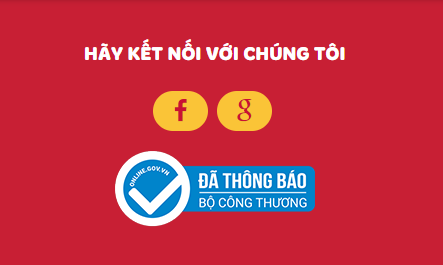 HÃY KẾT NỐI VỚI CHÚNG TÔI
f
g
ONLINE.GOV.VN
ĐÃ THÔNG BÁO
BỘ CÔNG THƯƠNG